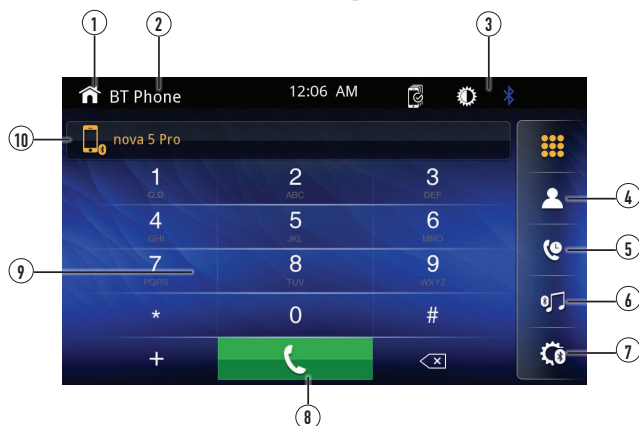 1 2 3
BT Phone 12:06 AM
10 nova 5 Pro
1 2 3
Q.D ABC DEF
4
4 5 6
GHI JKL MNO
5
9 7 8 9
PQRS TUV WXYZ
6
* 0 #
+
7
8